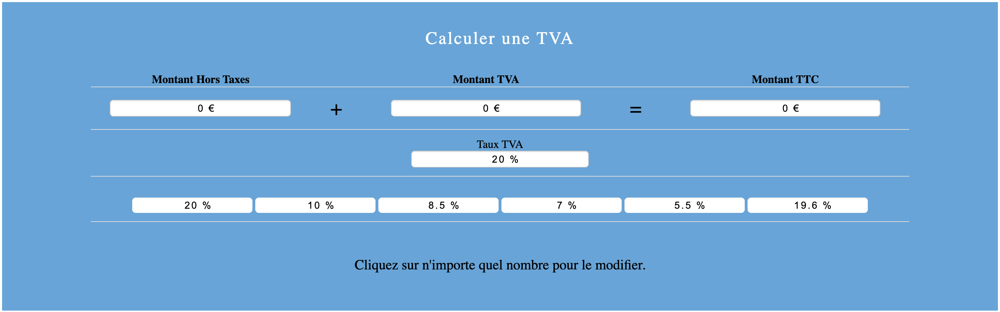 Calculer une TVA
Montant Hors Taxes Montant TVA Montant TTC
0 € + 0 € = 0 €
Taux TVA
20 %
20 % 10 % 8.5 % 7 % 5.5 % 19.6 %
Cliquez sur n'importe quel nombre pour le modifier.